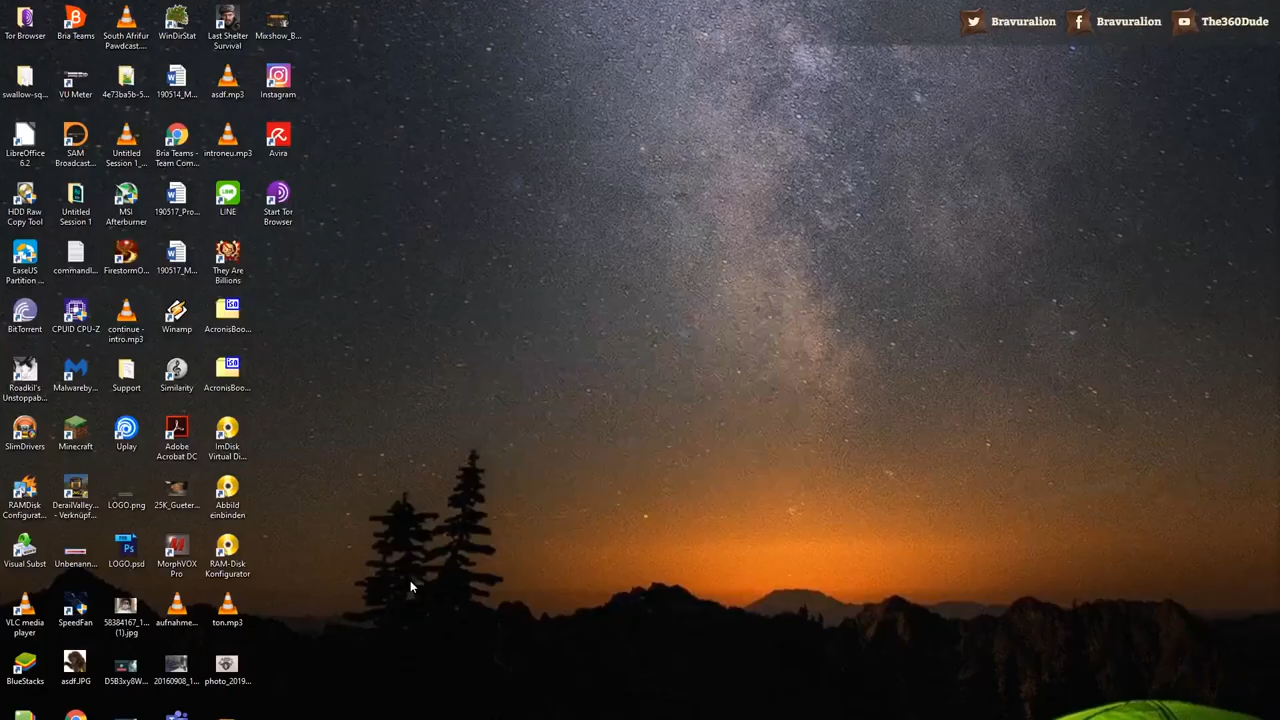 Bravuralion Bravuralion The360Dude
Tor Browser
Bria Teams
South Afrifur
Pawdcast....
WinDirStat
Last Shelter
Survival
Mixshow_B...
swallow-sq...
VU Meter
4e73ba5b-5...
190514_M...
asdf.mp3
Instagram
LibreOffice
6.2
SAM
Broadcast...
Untitled
Session 1_...
Bria Teams -
Team Com...
introneu.mp3
Avira
HDD Raw
Copy Tool
Untitled
Session 1
MSI
Afterburner
190517_Pro...
LINE
Start Tor
Browser
EaseUS
Partition ...
commandl...
FirestormO...
190517_M...
They Are
Billions
iso
BitTorrent
CPUID CPU-Z
continue -
intro.mp3
Winamp
AcronisBoo...
iso
Roadkil's
Unstoppab...
Malwareby...
Support
Similarity
AcronisBoo...
SlimDrivers
Minecraft
Uplay
Adobe
Acrobat DC
ImDisk
Virtual Di...
RAMDisk
Configurat...
DerailValley...
- Verknüpf...
LOGO.png
25K_Gueter...
Abbild
einbinden
Visual Subst
Unbenann...
Ps
LOGO.psd
MorphVOX
Pro
RAM-Disk
Konfigurator
VLC media
player
SpeedFan
58384167_1...
(1).jpg
aufnahme...
ton.mp3
BlueStacks
asdf.JPG
D5B3xy8W...
20160908_1...
photo_2019...